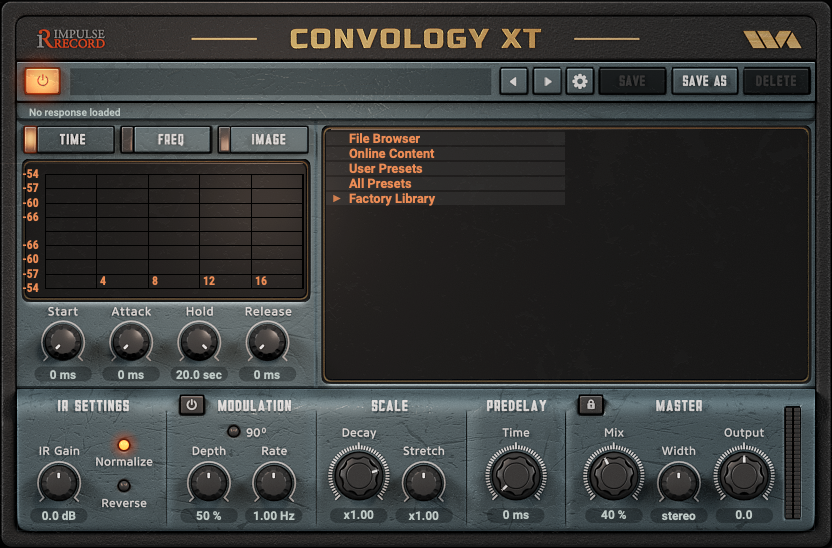 IMPULSE
RECORD
CONVOLOGY XT
SAVE
SAVE AS
DELETE
No response loaded
TIME
FREQ
IMAGE
File Browser
Online Content
User Presets
All Presets
Factory Library
-54
-57
-60
-66
-66
-60
-57
-54
4
8
12
16
Start
Attack
Hold
Release
0 ms
0 ms
20.0 sec
0 ms
IR SETTINGS
IR Gain
0.0 dB
Normalize
Reverse
MODULATION
90º
Depth
Rate
50 %
1.00 Hz
SCALE
Decay
Stretch
x1.00
x1.00
PREDELAY
Time
0 ms
MASTER
Mix
Width
Output
40 %
stereo
0.0